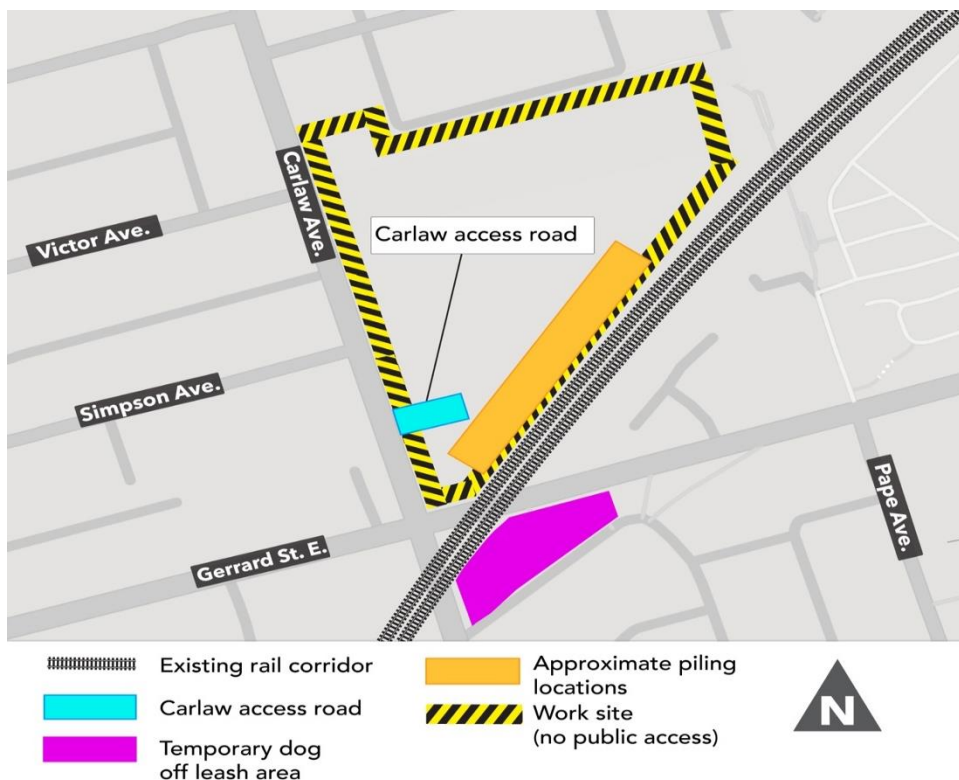 Carlaw Ave.
Victor Ave.
Carlaw access road
Simpson Ave.
Pape Ave.
Gerrard St. E.
Existing rail corridor
Carlaw access road
Temporary dog
off leash area
Approximate piling
locations
Work site
(no public access)
N